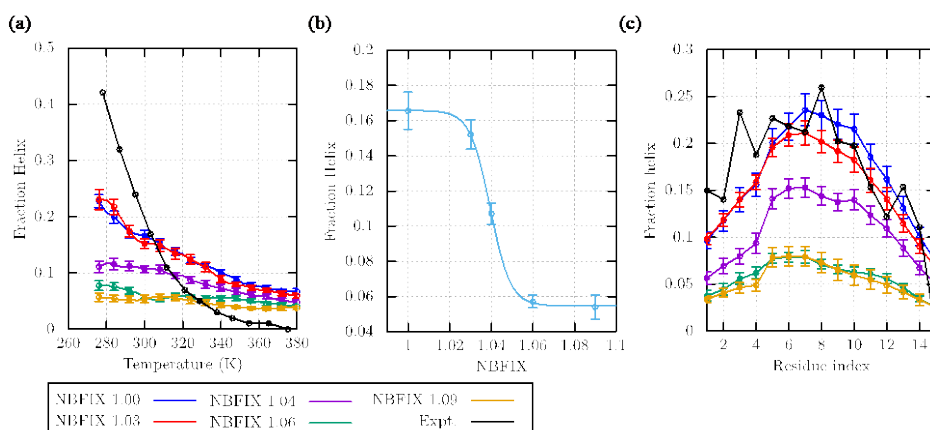 (a)
(b)
(c)
0.5
0.4
0.3
0.2
0.1
0
Fraction Helix
260 280 300 320 340 360 380
Temperature (K)
0.2
0.18
0.16
0.14
0.12
0.1
0.08
0.06
0.04
Fraction Helix
1 1.02 1.04 1.06 1.08 1.1
NBFIX
0.3
0.25
0.2
0.15
0.1
0.05
0
Fraction helix
2 4 6 8 10 12 14
Residue index
NBFIX 1.00 NBFIX 1.04 NBFIX 1.09
NBFIX 1.03 NBFIX 1.06 Expt.